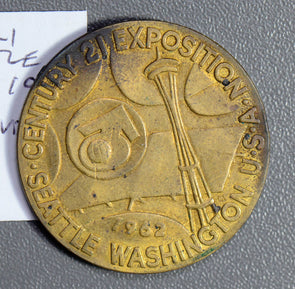 CENTURY 21 EXPOSITION • U.S.A. •
SEATTLE WASHINGTON
1962